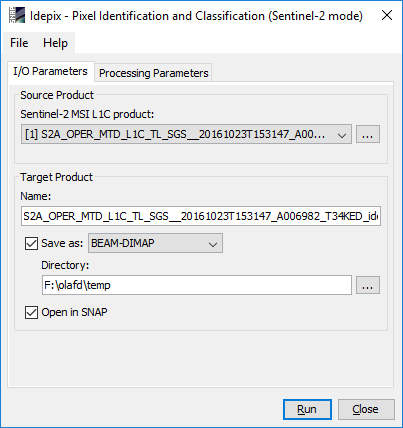 Idepix - Pixel Identification and Classification (Sentinel-2 mode)
File Help
I/O Parameters Processing Parameters
Source Product
Sentinel-2 MSI L1C product:
[1] S2A_OPER_MTD_L1C_TL_SGS__20161023T153147_A00... ...
Target Product
Name:
S2A_OPER_MTD_L1C_TL_SGS__20161023T153147_A006982_T34KED_id
Save as: BEAM-DIMAP
Directory:
F:\olafd\temp ...
Open in SNAP
Run Close